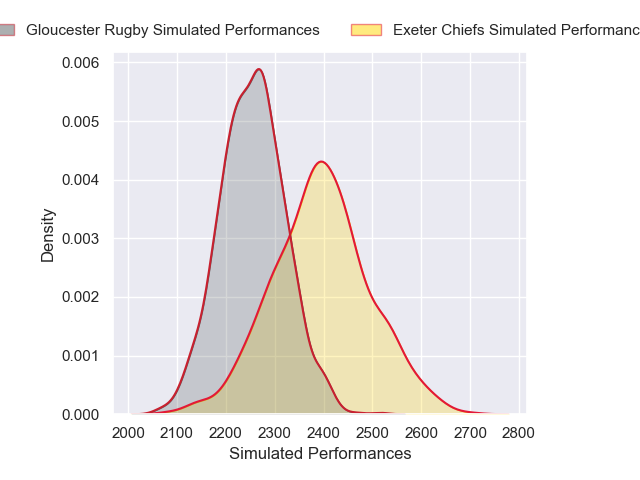 Gloucester Rugby Simulated Performances
Exeter Chiefs Simulated Performanc
0.006
0.005
0.004
0.003
0.002
0.001
0.000
Density
2000 2100 2200 2300 2400 2500 2600 2700 2800
Simulated Performances